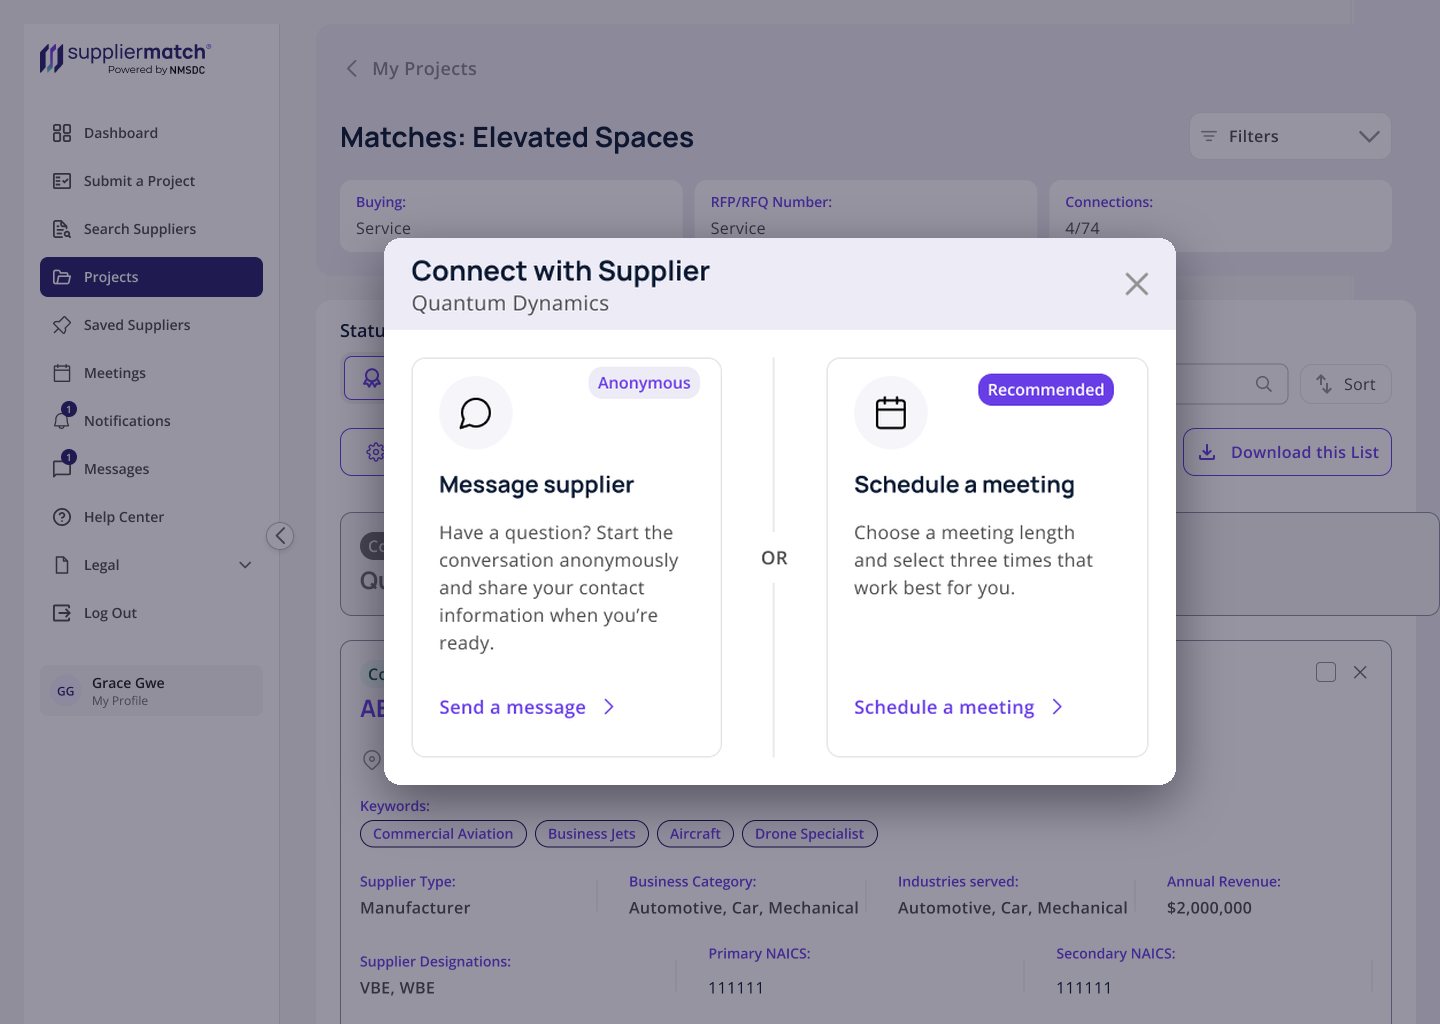 suppliermatch®
Powered by NMSDC
Dashboard
Submit a Project
Search Suppliers
Projects
Saved Suppliers
Meetings
1
Notifications
1
Messages
Help Center
Legal
Log Out
GG
Grace Gwe
My Profile
My Projects
Matches: Elevated Spaces
Filters
Buying:
Service
RFP/RFQ Number:
Service
Connections:
4/74
Statu
Sort
Download this List
Connect with Supplier
Quantum Dynamics
Anonymous
Message supplier
Have a question? Start the
conversation anonymously
and share your contact
information when you’re
ready.
Send a message
OR
Recommended
Schedule a meeting
Choose a meeting length
and select three times that
work best for you.
Schedule a meeting
Keywords:
Commercial Aviation
Business Jets
Aircraft
Drone Specialist
Supplier Type:
Manufacturer
Business Category:
Automotive, Car, Mechanical
Industries served:
Automotive, Car, Mechanical
Annual Revenue:
$2,000,000
Supplier Designations:
VBE, WBE
Primary NAICS:
111111
Secondary NAICS:
111111